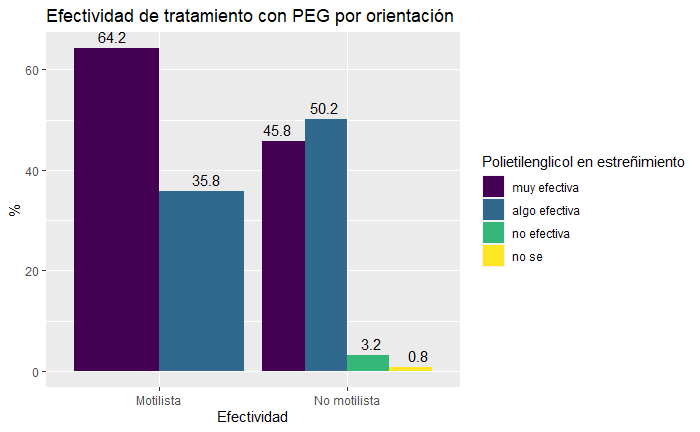 Efectividad de tratamiento con PEG por orientación
64.2
35.8
45.8
50.2
3.2
0.8
60
40
20
0
%
Motilista
No motilista
Efectividad
Polietilenglicol en estreñimiento
muy efectiva
algo efectiva
no efectiva
no se